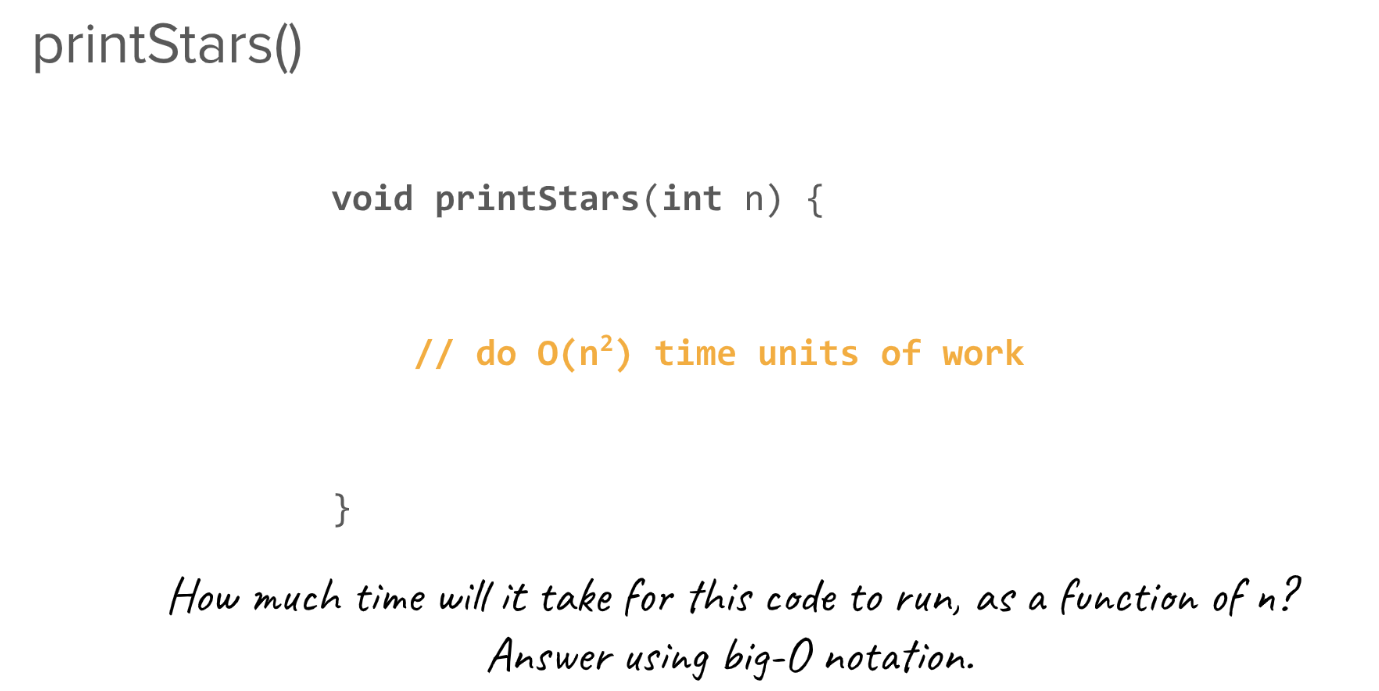 printStars()
void printStars(int n) {
// do O(n²) time units of work
}
How much time will it take for this code to run, as a function of n?
Answer using big-O notation.